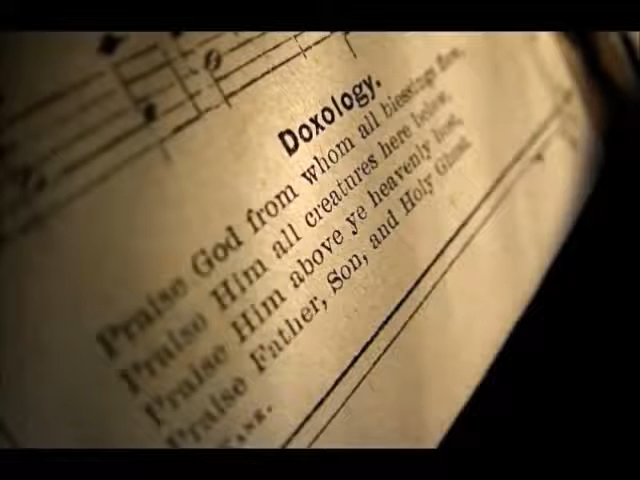 Doxology.
Praise God from whom all blessings flow,
Praise Him all creatures here below,
Praise Him above ye heavenly host,
Praise Father, Son, and Holy Ghost.